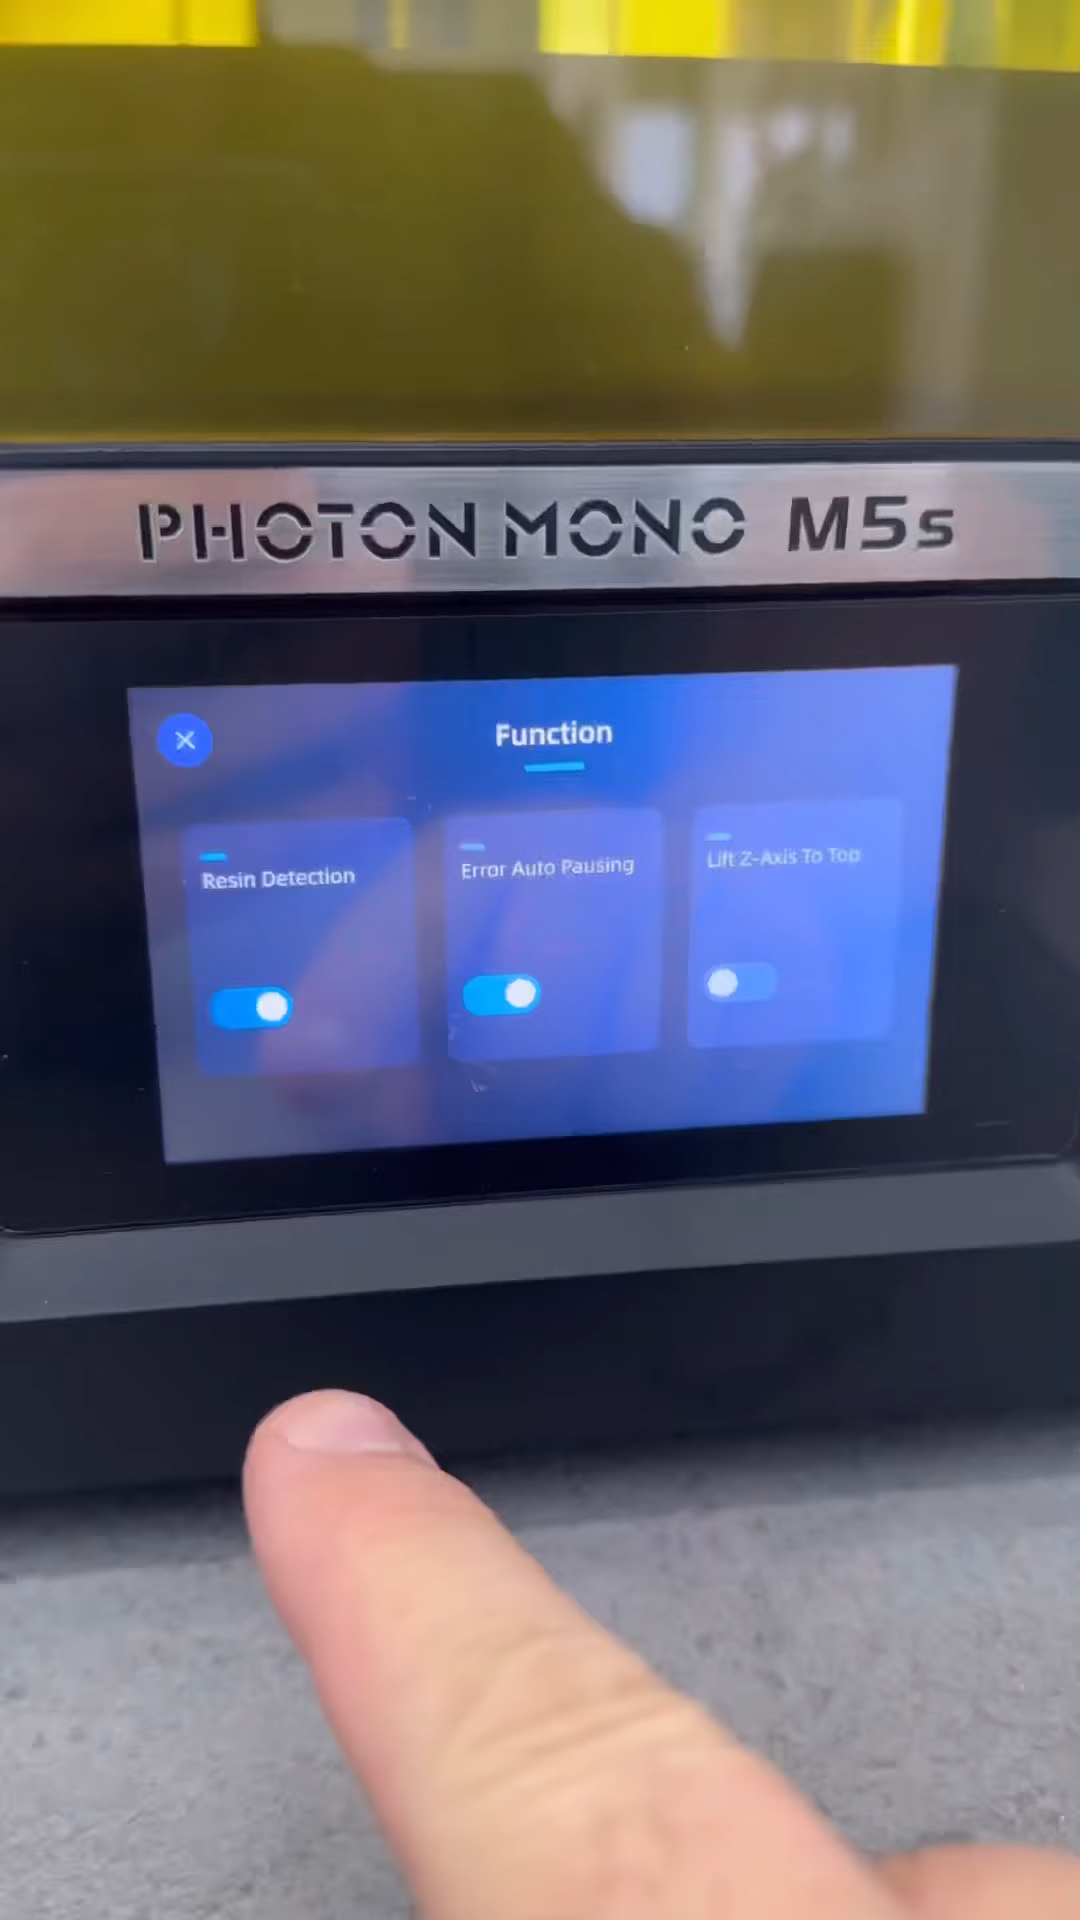 PHOTON MONO M5s
Function
Resin Detection
Error Auto Pausing
Lift Z-Axis To Top